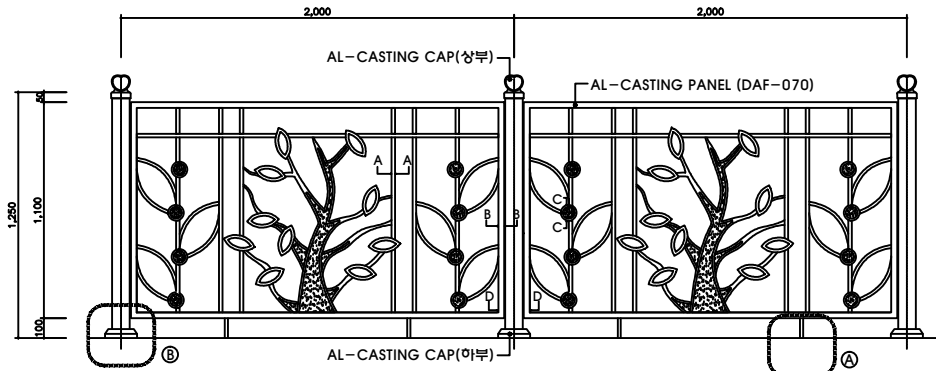 2,000
2,000
AL-CASTING CAP(상부)
AL-CASTING PANEL (DAF-070)
50
1,250
1,100
100
A A
B B
C
C
D
D
AL-CASTING CAP(하부)
Ⓑ
Ⓐ